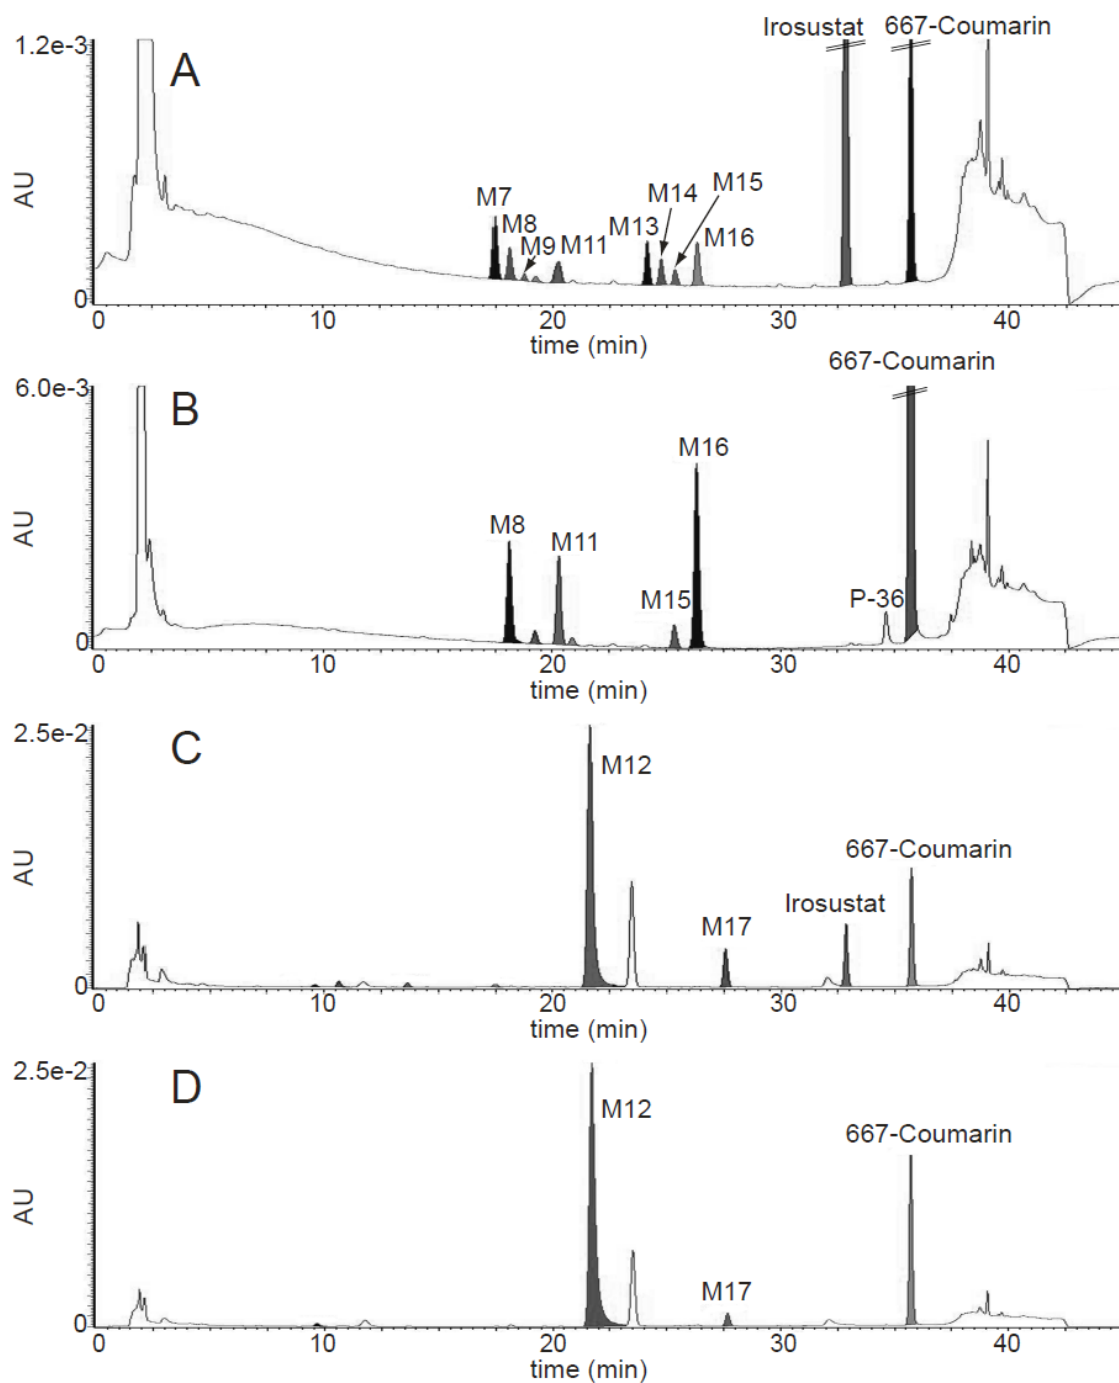 Irosustat 667-Coumarin
1.2e-3
A
AU
M7
M8
M9
M11
M13
M14
M15
M16
0
0 10 20 30 40
time (min)
667-Coumarin
6.0e-3
B
AU
M8
M11
M15
M16
P-36
0
0 10 20 30 40
time (min)
2.5e-2
C
AU
M12
M17
Irosustat
667-Coumarin
0
0 10 20 30 40
time (min)
2.5e-2
D
AU
M12
M17
667-Coumarin
0
0 10 20 30 40
time (min)